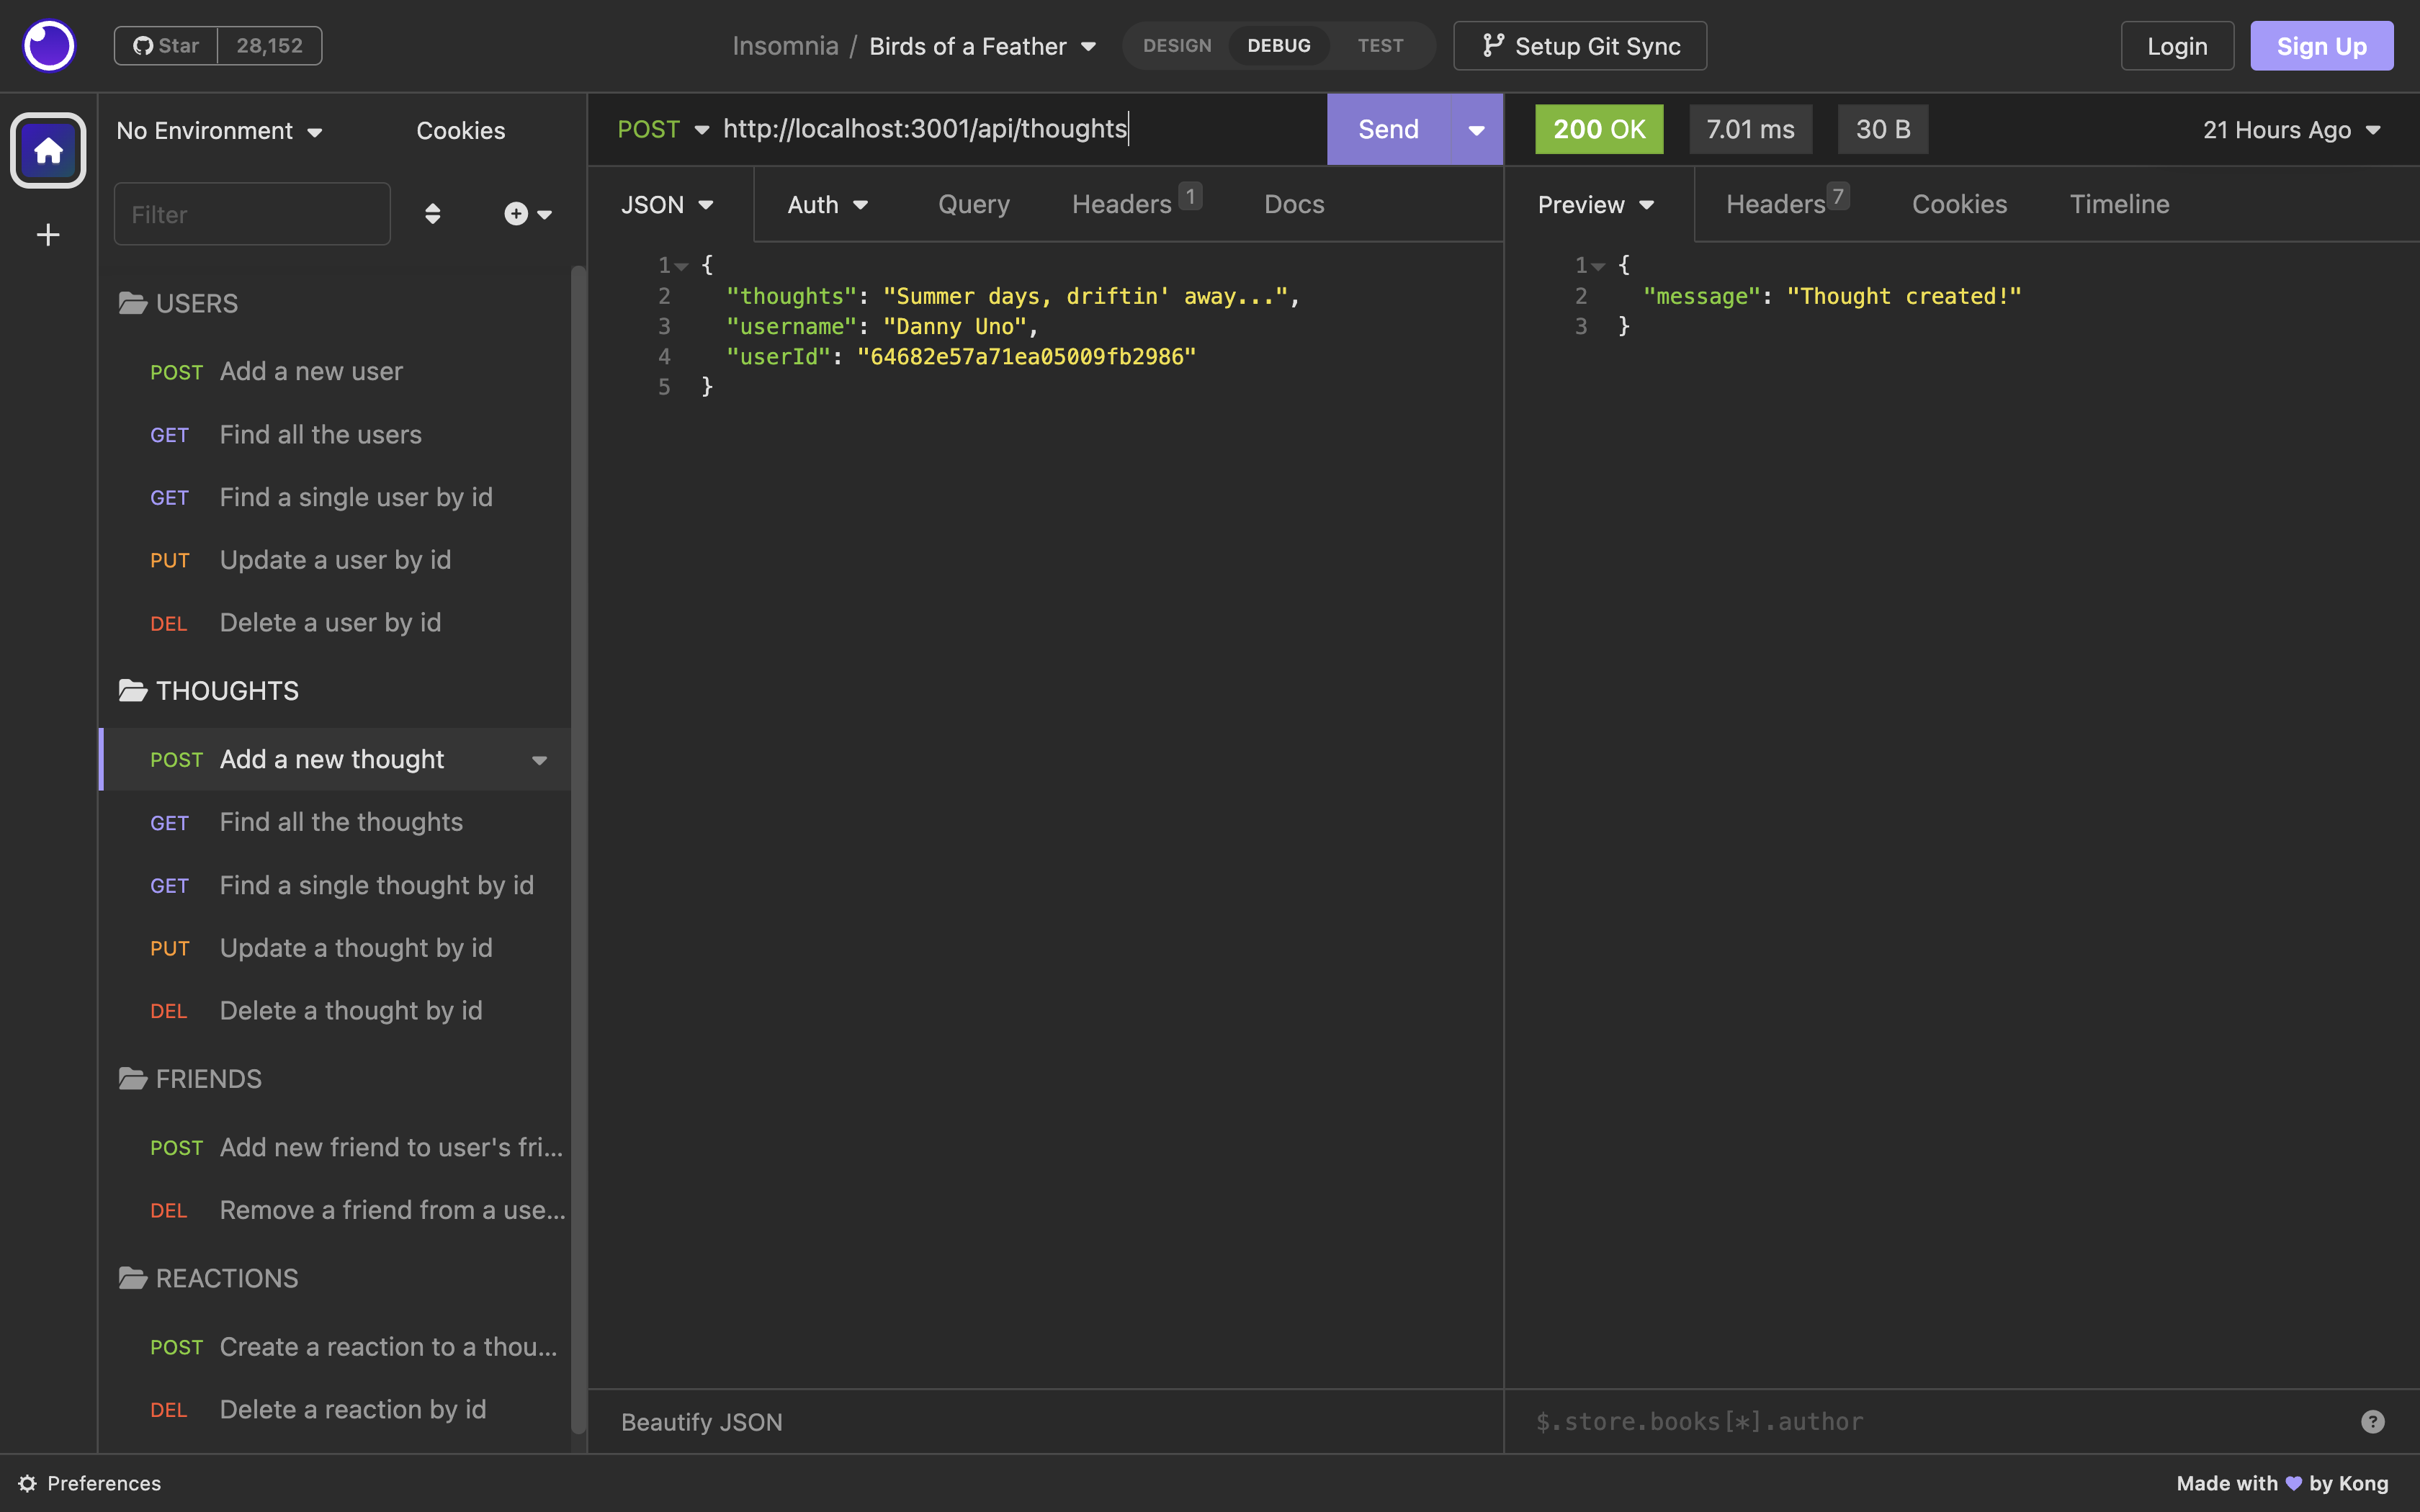 Star 28,152
Insomnia / Birds of a Feather
DESIGN DEBUG TEST
Setup Git Sync
Login
Sign Up
No Environment
Cookies
Filter
USERS
POST Add a new user
GET Find all the users
GET Find a single user by id
PUT Update a user by id
DEL Delete a user by id
THOUGHTS
POST Add a new thought
GET Find all the thoughts
GET Find a single thought by id
PUT Update a thought by id
DEL Delete a thought by id
FRIENDS
POST Add new friend to user's fri...
DEL Remove a friend from a use...
REACTIONS
POST Create a reaction to a thou...
DEL Delete a reaction by id
POST http://localhost:3001/api/thoughts
Send
JSON Auth Query Headers 1 Docs
1 {
2 "thoughts": "Summer days, driftin' away...",
3 "username": "Danny Uno",
4 "userId": "64682e57a71ea05009fb2986"
5 }
Beautify JSON
200 OK 7.01 ms 30 B 21 Hours Ago
Preview Headers 7 Cookies Timeline
1 {
2 "message": "Thought created!"
3 }
$.store.books[*].author
?
Preferences
Made with 💜 by Kong